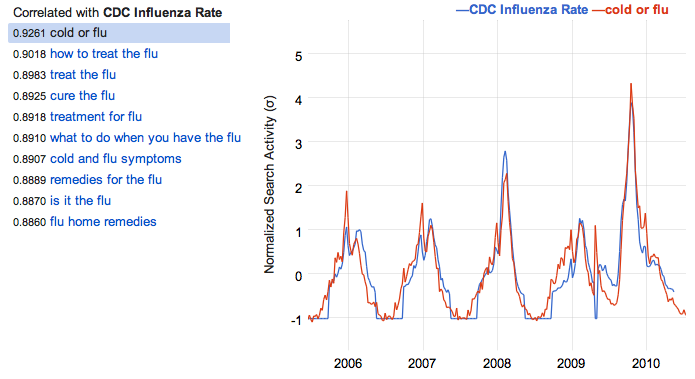 Correlated with CDC Influenza Rate
0.9261 cold or flu
0.9018 how to treat the flu
0.8983 treat the flu
0.8925 cure the flu
0.8918 treatment for flu
0.8910 what to do when you have the flu
0.8907 cold and flu symptoms
0.8889 remedies for the flu
0.8870 is it the flu
0.8860 flu home remedies
CDC Influenza Rate cold or flu
Normalized Search Activity (σ)
5
4
3
2
1
0
-1
2006 2007 2008 2009 2010